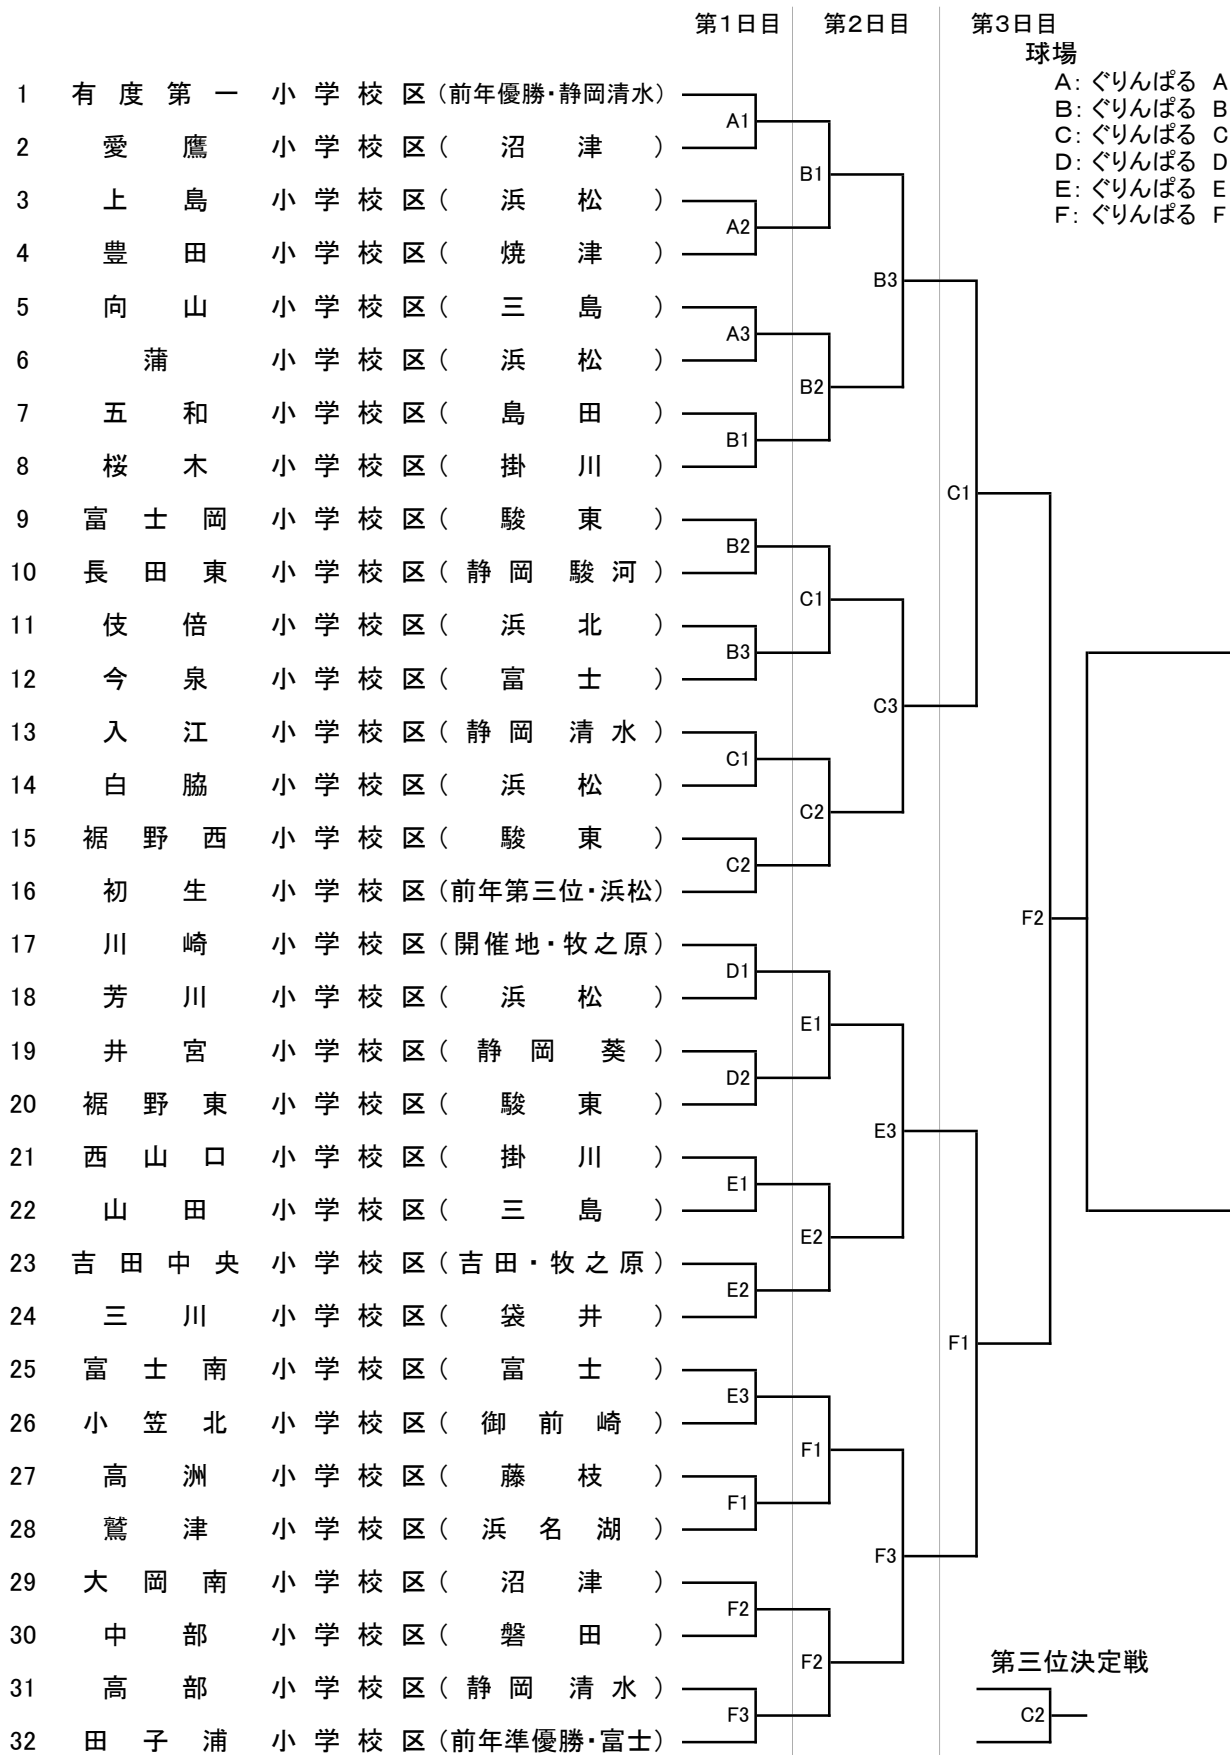 第1日目 第2日目 第3日目
球場
A: ぐりんぱる A
B: ぐりんぱる B
C: ぐりんぱる C
D: ぐりんぱる D
E: ぐりんぱる E
F: ぐりんぱる F
1 有度第一 小学校区(前年優勝・静岡清水)
A1
2 愛鷹 小学校区(沼津)
B1
3 上島 小学校区(浜松)
A2
4 豊田 小学校区(焼津)
B3
5 向山 小学校区(三島)
A3
6 蒲 小学校区(浜松)
B2
7 五和 小学校区(島田)
B1
8 桜木 小学校区(掛川)
C1
9 富士岡 小学校区(駿東)
B2
10 長田東 小学校区(静岡駿河)
C1
11 伎倍 小学校区(浜北)
B3
12 今泉 小学校区(富士)
C3
13 入江 小学校区(静岡清水)
C1
14 白脇 小学校区(浜松)
C2
15 裾野西 小学校区(駿東)
C2
16 初生 小学校区(前年第三位・浜松)
F2
17 川崎 小学校区(開催地・牧之原)
D1
18 芳川 小学校区(浜松)
E1
19 井宮 小学校区(静岡葵)
D2
20 裾野東 小学校区(駿東)
E3
21 西山口 小学校区(掛川)
E1
22 山田 小学校区(三島)
E2
23 吉田中央 小学校区(吉田・牧之原)
E2
24 三川 小学校区(袋井)
F1
25 富士南 小学校区(富士)
E3
26 小笠北 小学校区(御前崎)
F1
27 高洲 小学校区(藤枝)
F1
28 鷲津 小学校区(浜名湖)
F3
29 大岡南 小学校区(沼津)
F2
30 中部 小学校区(磐田)
F2 第三位決定戦
31 高部 小学校区(静岡清水)
F3 C2
32 田子浦 小学校区(前年準優勝・富士)